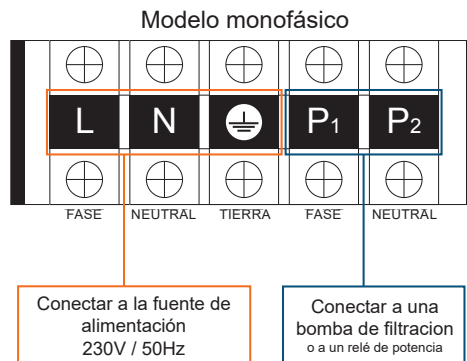 Modelo monofásico
L N P1 P2
FASE NEUTRAL TIERRA FASE NEUTRAL
Conectar a la fuente de
alimentación
230V / 50Hz
Conectar a una
bomba de filtracion
o a un relé de potencia